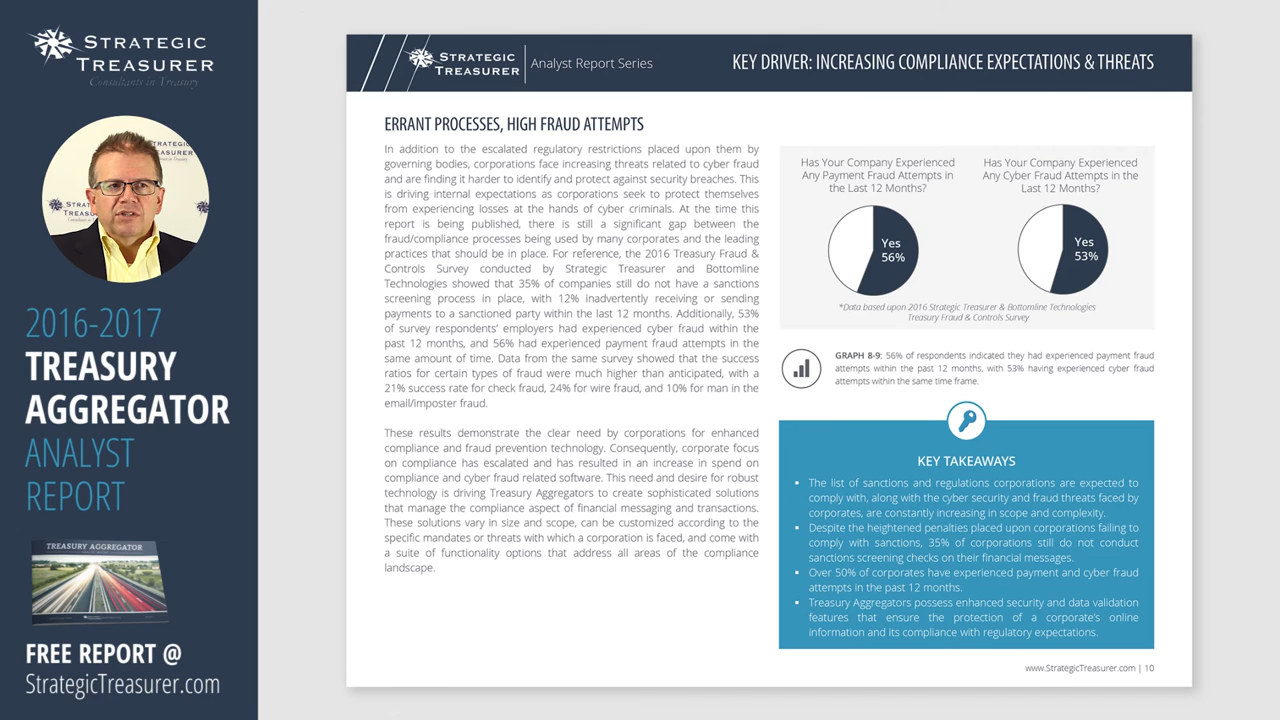 STRATEGIC
TREASURER
Consultants in Treasury
STRATEGIC
TREASURER
2016-2017
TREASURY
AGGREGATOR
ANALYST
REPORT
TREASURY AGGREGATOR
FREE REPORT @
StrategicTreasurer.com
STRATEGIC
TREASURER
Analyst Report Series
KEY DRIVER: INCREASING COMPLIANCE EXPECTATIONS & THREATS
ERRANT PROCESSES, HIGH FRAUD ATTEMPTS
In addition to the escalated regulatory restrictions placed upon them by
governing bodies, corporations face increasing threats related to cyber fraud
and are finding it harder to identify and protect against security breaches. This
is driving internal expectations as corporations seek to protect themselves
from experiencing losses at the hands of cyber criminals. At the time this
report is being published, there is still a significant gap between the
fraud/compliance processes being used by many corporates and the leading
practices that should be in place. For reference, the 2016 Treasury Fraud &
Controls Survey conducted by Strategic Treasurer and Bottomline
Technologies showed that 35% of companies still do not have a sanctions
screening process in place, with 12% inadvertently receiving or sending
payments to a sanctioned party within the last 12 months. Additionally, 53%
of survey respondents' employers had experienced cyber fraud within the
past 12 months, and 56% had experienced payment fraud attempts in the
same amount of time. Data from the same survey showed that the success
ratios for certain types of fraud were much higher than anticipated, with a
21% success rate for check fraud, 24% for wire fraud, and 10% for man in the
email/imposter fraud.
These results demonstrate the clear need by corporations for enhanced
compliance and fraud prevention technology. Consequently, corporate focus
on compliance has escalated and has resulted in an increase in spend on
compliance and cyber fraud related software. This need and desire for robust
technology is driving Treasury Aggregators to create sophisticated solutions
that manage the compliance aspect of financial messaging and transactions.
These solutions vary in size and scope, can be customized according to the
specific mandates or threats with which a corporation is faced, and come with
a suite of functionality options that address all areas of the compliance
landscape.
Has Your Company Experienced
Any Payment Fraud Attempts in
the Last 12 Months?
Yes
56%
Has Your Company Experienced
Any Cyber Fraud Attempts in the
Last 12 Months?
Yes
53%
*Data based upon 2016 Strategic Treasurer & Bottomline Technologies
Treasury Fraud & Controls Survey
GRAPH 8-9: 56% of respondents indicated they had experienced payment fraud
attempts within the past 12 months, with 53% having experienced cyber fraud
attempts within the same time frame.
KEY TAKEAWAYS
▪ The list of sanctions and regulations corporations are expected to
comply with, along with the cyber security and fraud threats faced by
corporates, are constantly increasing in scope and complexity.
▪ Despite the heightened penalties placed upon corporations failing to
comply with sanctions, 35% of corporations still do not conduct
sanctions screening checks on their financial messages.
▪ Over 50% of corporates have experienced payment and cyber fraud
attempts in the past 12 months.
▪ Treasury Aggregators possess enhanced security and data validation
features that ensure the protection of a corporate's online
information and its compliance with regulatory expectations.
www.StrategicTreasurer.com | 10